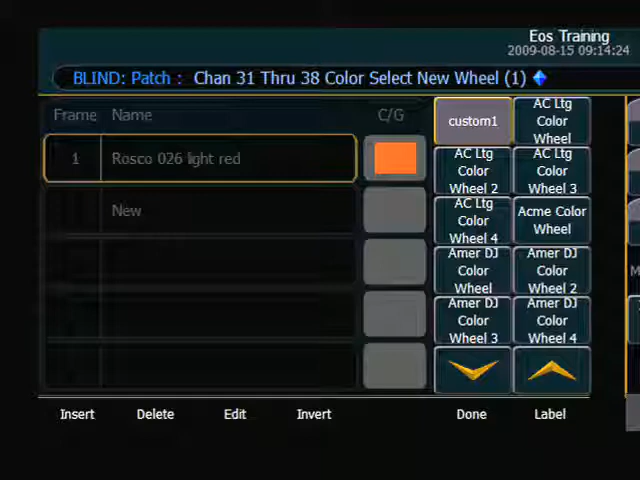 Eos Training
2009-08-15 09:14:24
BLIND: Patch : Chan 31 Thru 38 Color Select New Wheel (1)
Frame Name C/G
1 Rosco 026 light red
New
custom1
AC Ltg
Color
Wheel
AC Ltg
Color
Wheel 2
AC Ltg
Color
Wheel 3
AC Ltg
Color
Wheel 4
Acme Color
Wheel
Amer DJ
Color
Wheel
Amer DJ
Color
Wheel 2
Amer DJ
Color
Wheel 3
Amer DJ
Color
Wheel 4
Insert Delete Edit Invert Done Label